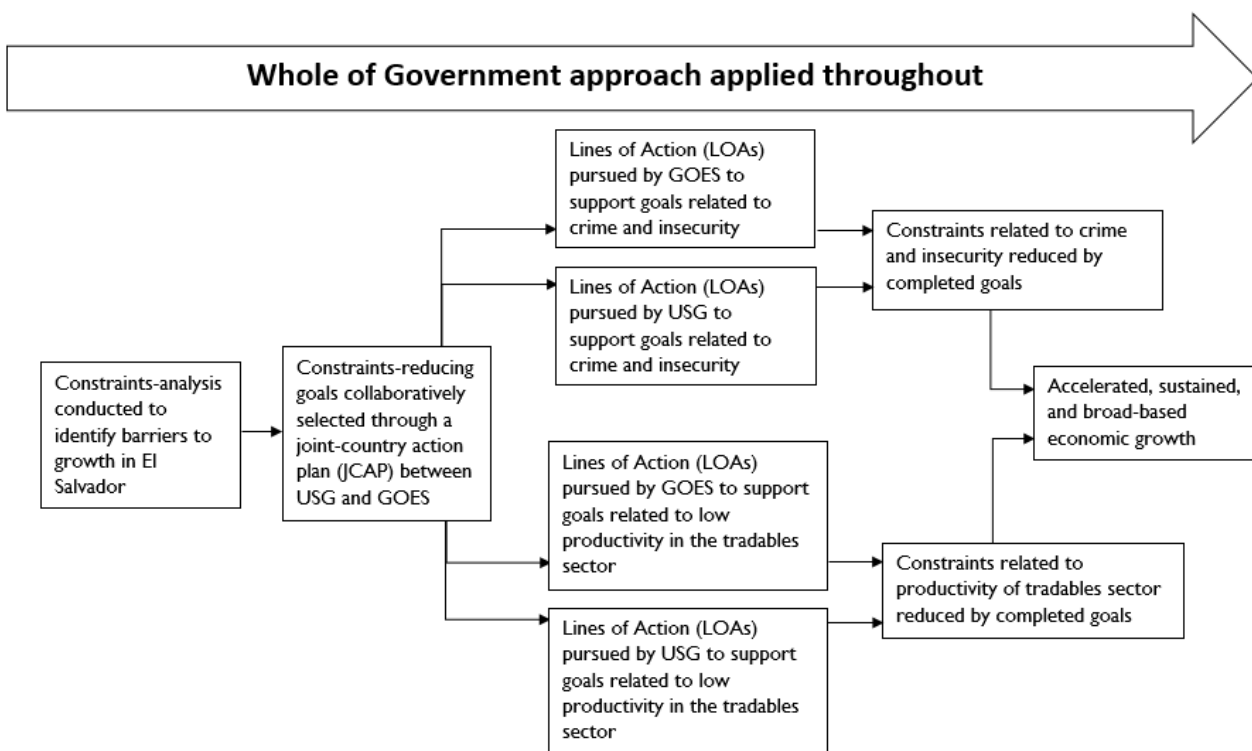 Whole of Government approach applied throughout
Lines of Action (LOAs)
pursued by GOES to
support goals related to
crime and insecurity
Lines of Action (LOAs)
pursued by USG to
support goals related to
crime and insecurity
Constraints related to crime
and insecurity reduced by
completed goals
Constraints-analysis
conducted to
identify barriers to
growth in El
Salvador
Constraints-reducing
goals collaboratively
selected through a
joint-country action
plan (JCAP) between
USG and GOES
Accelerated, sustained,
and broad-based
economic growth
Lines of Action (LOAs)
pursued by GOES to support
goals related to low
productivity in the tradables
sector
Lines of Action (LOAs)
pursued by USG to support
goals related to low
productivity in the tradables
sector
Constraints related to
productivity of tradables sector
reduced by completed goals